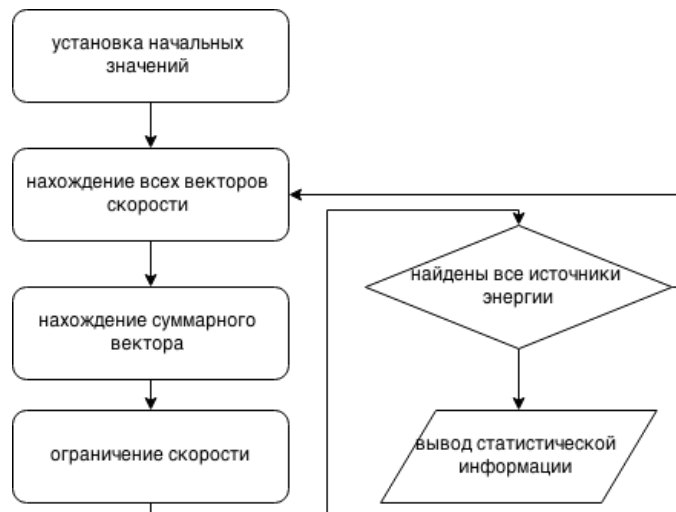 установка начальных
значений
нахождение всех векторов
скорости
нахождение суммарного
вектора
ограничение скорости
найдены все источники
энергии
вывод статистической
информации